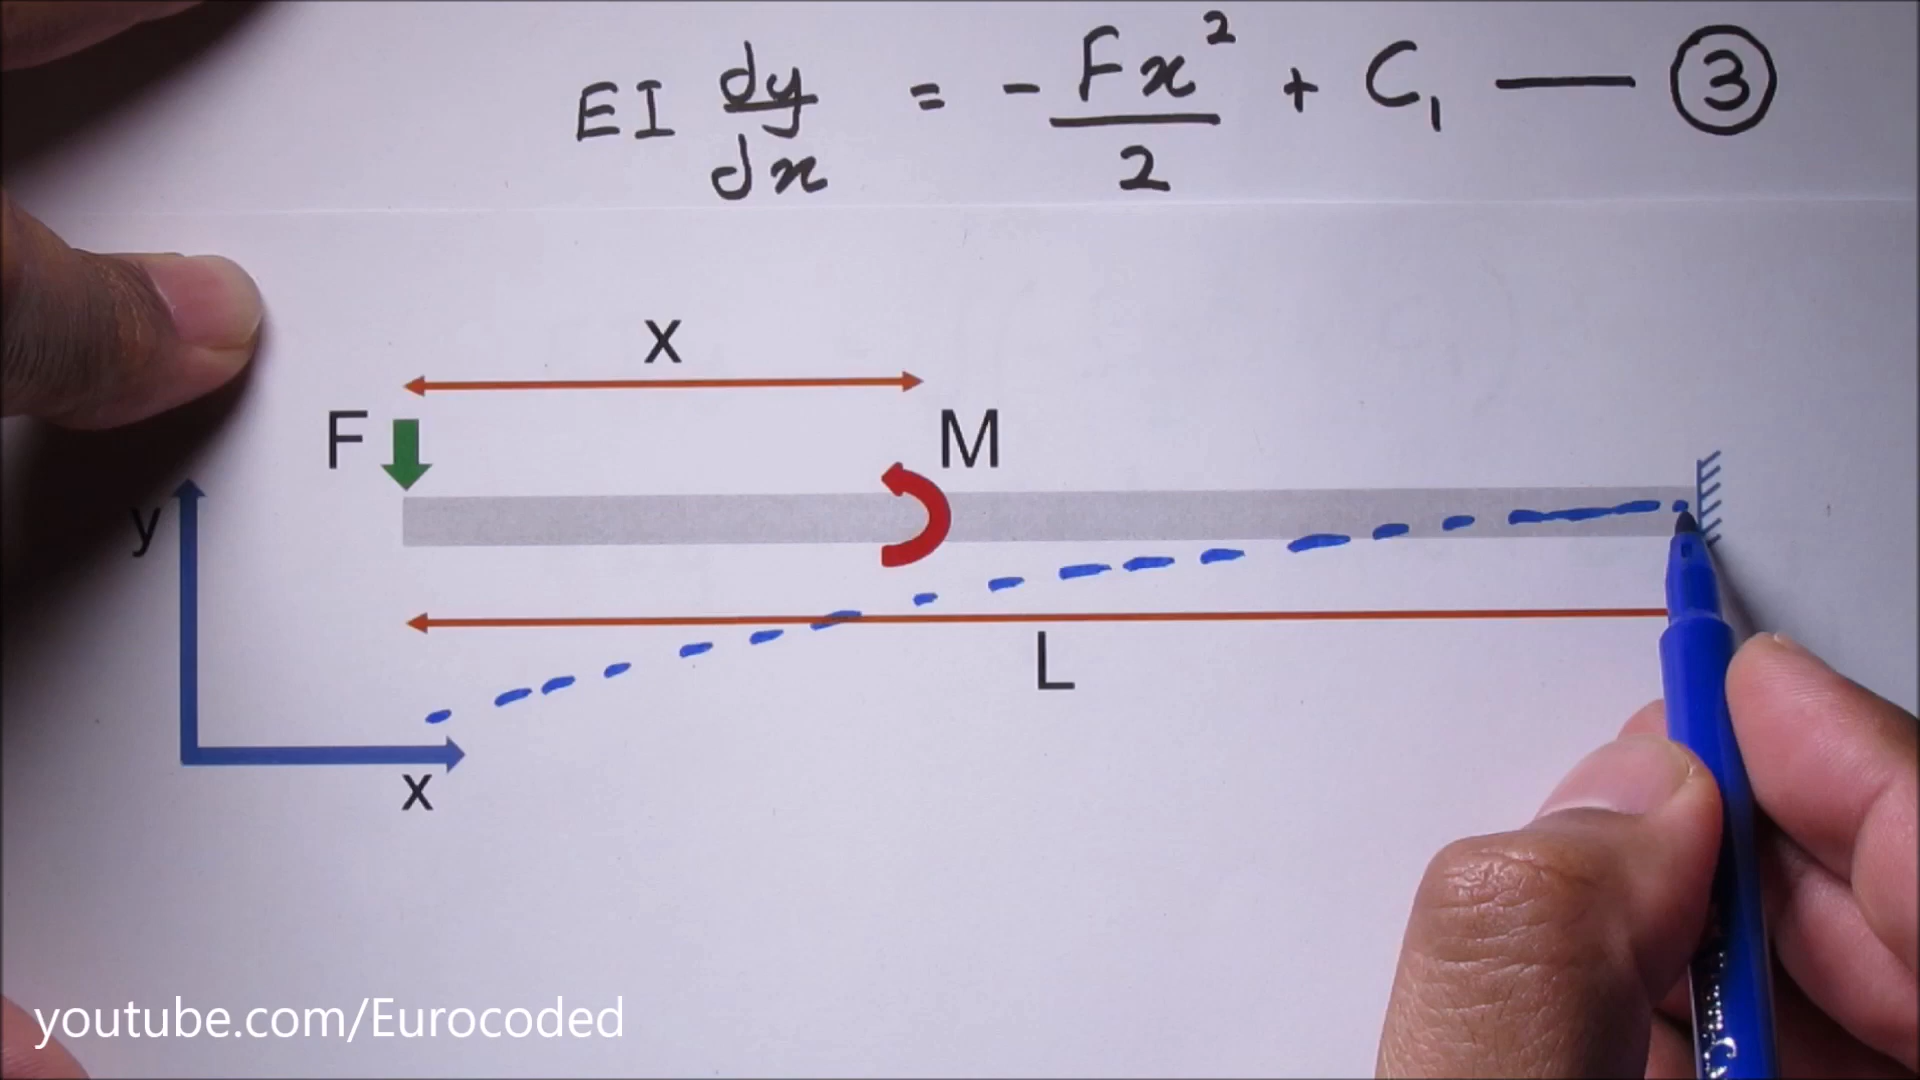 EI dy/dx = - Fx²/2 + C₁ — ③
x
F
M
y
L
x
youtube.com/Eurocoded